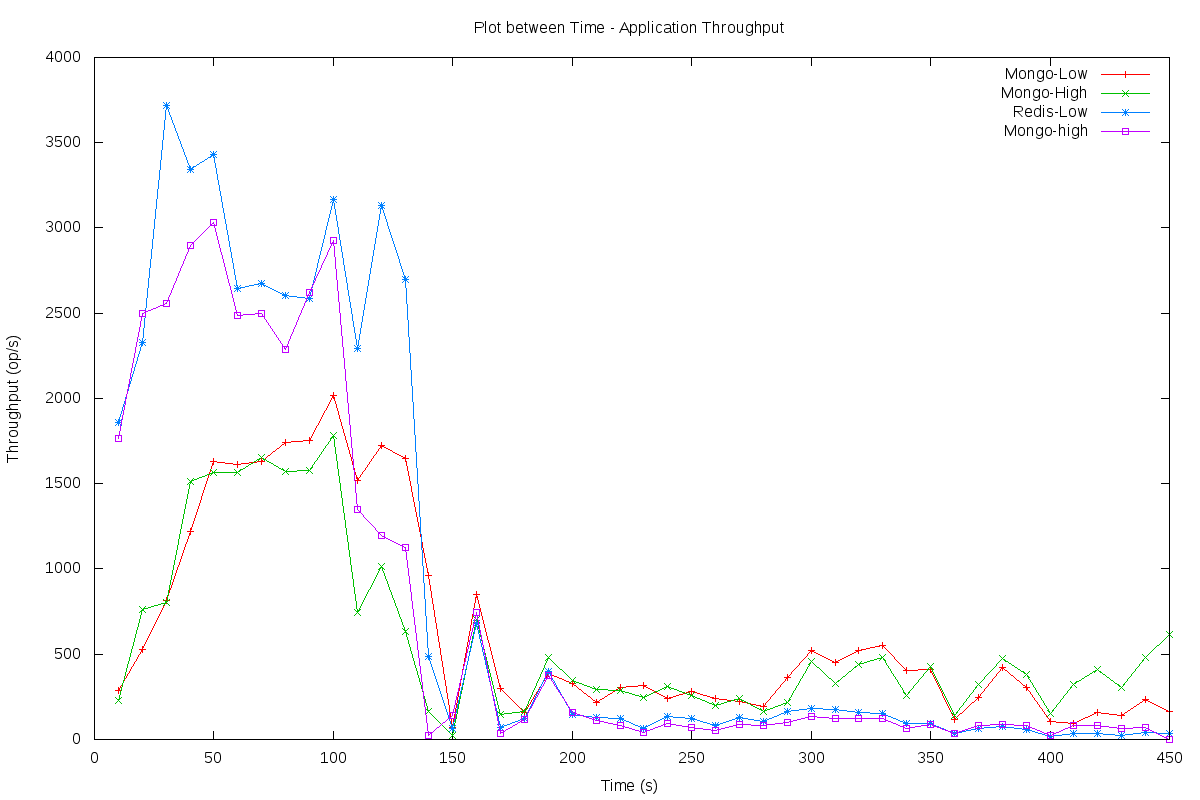 Plot between Time - Application Throughput
Mongo-Low
Mongo-High
Redis-Low
Mongo-high
4000
3500
3000
2500
2000
1500
1000
500
0
Throughput (op/s)
0 50 100 150 200 250 300 350 400 450
Time (s)